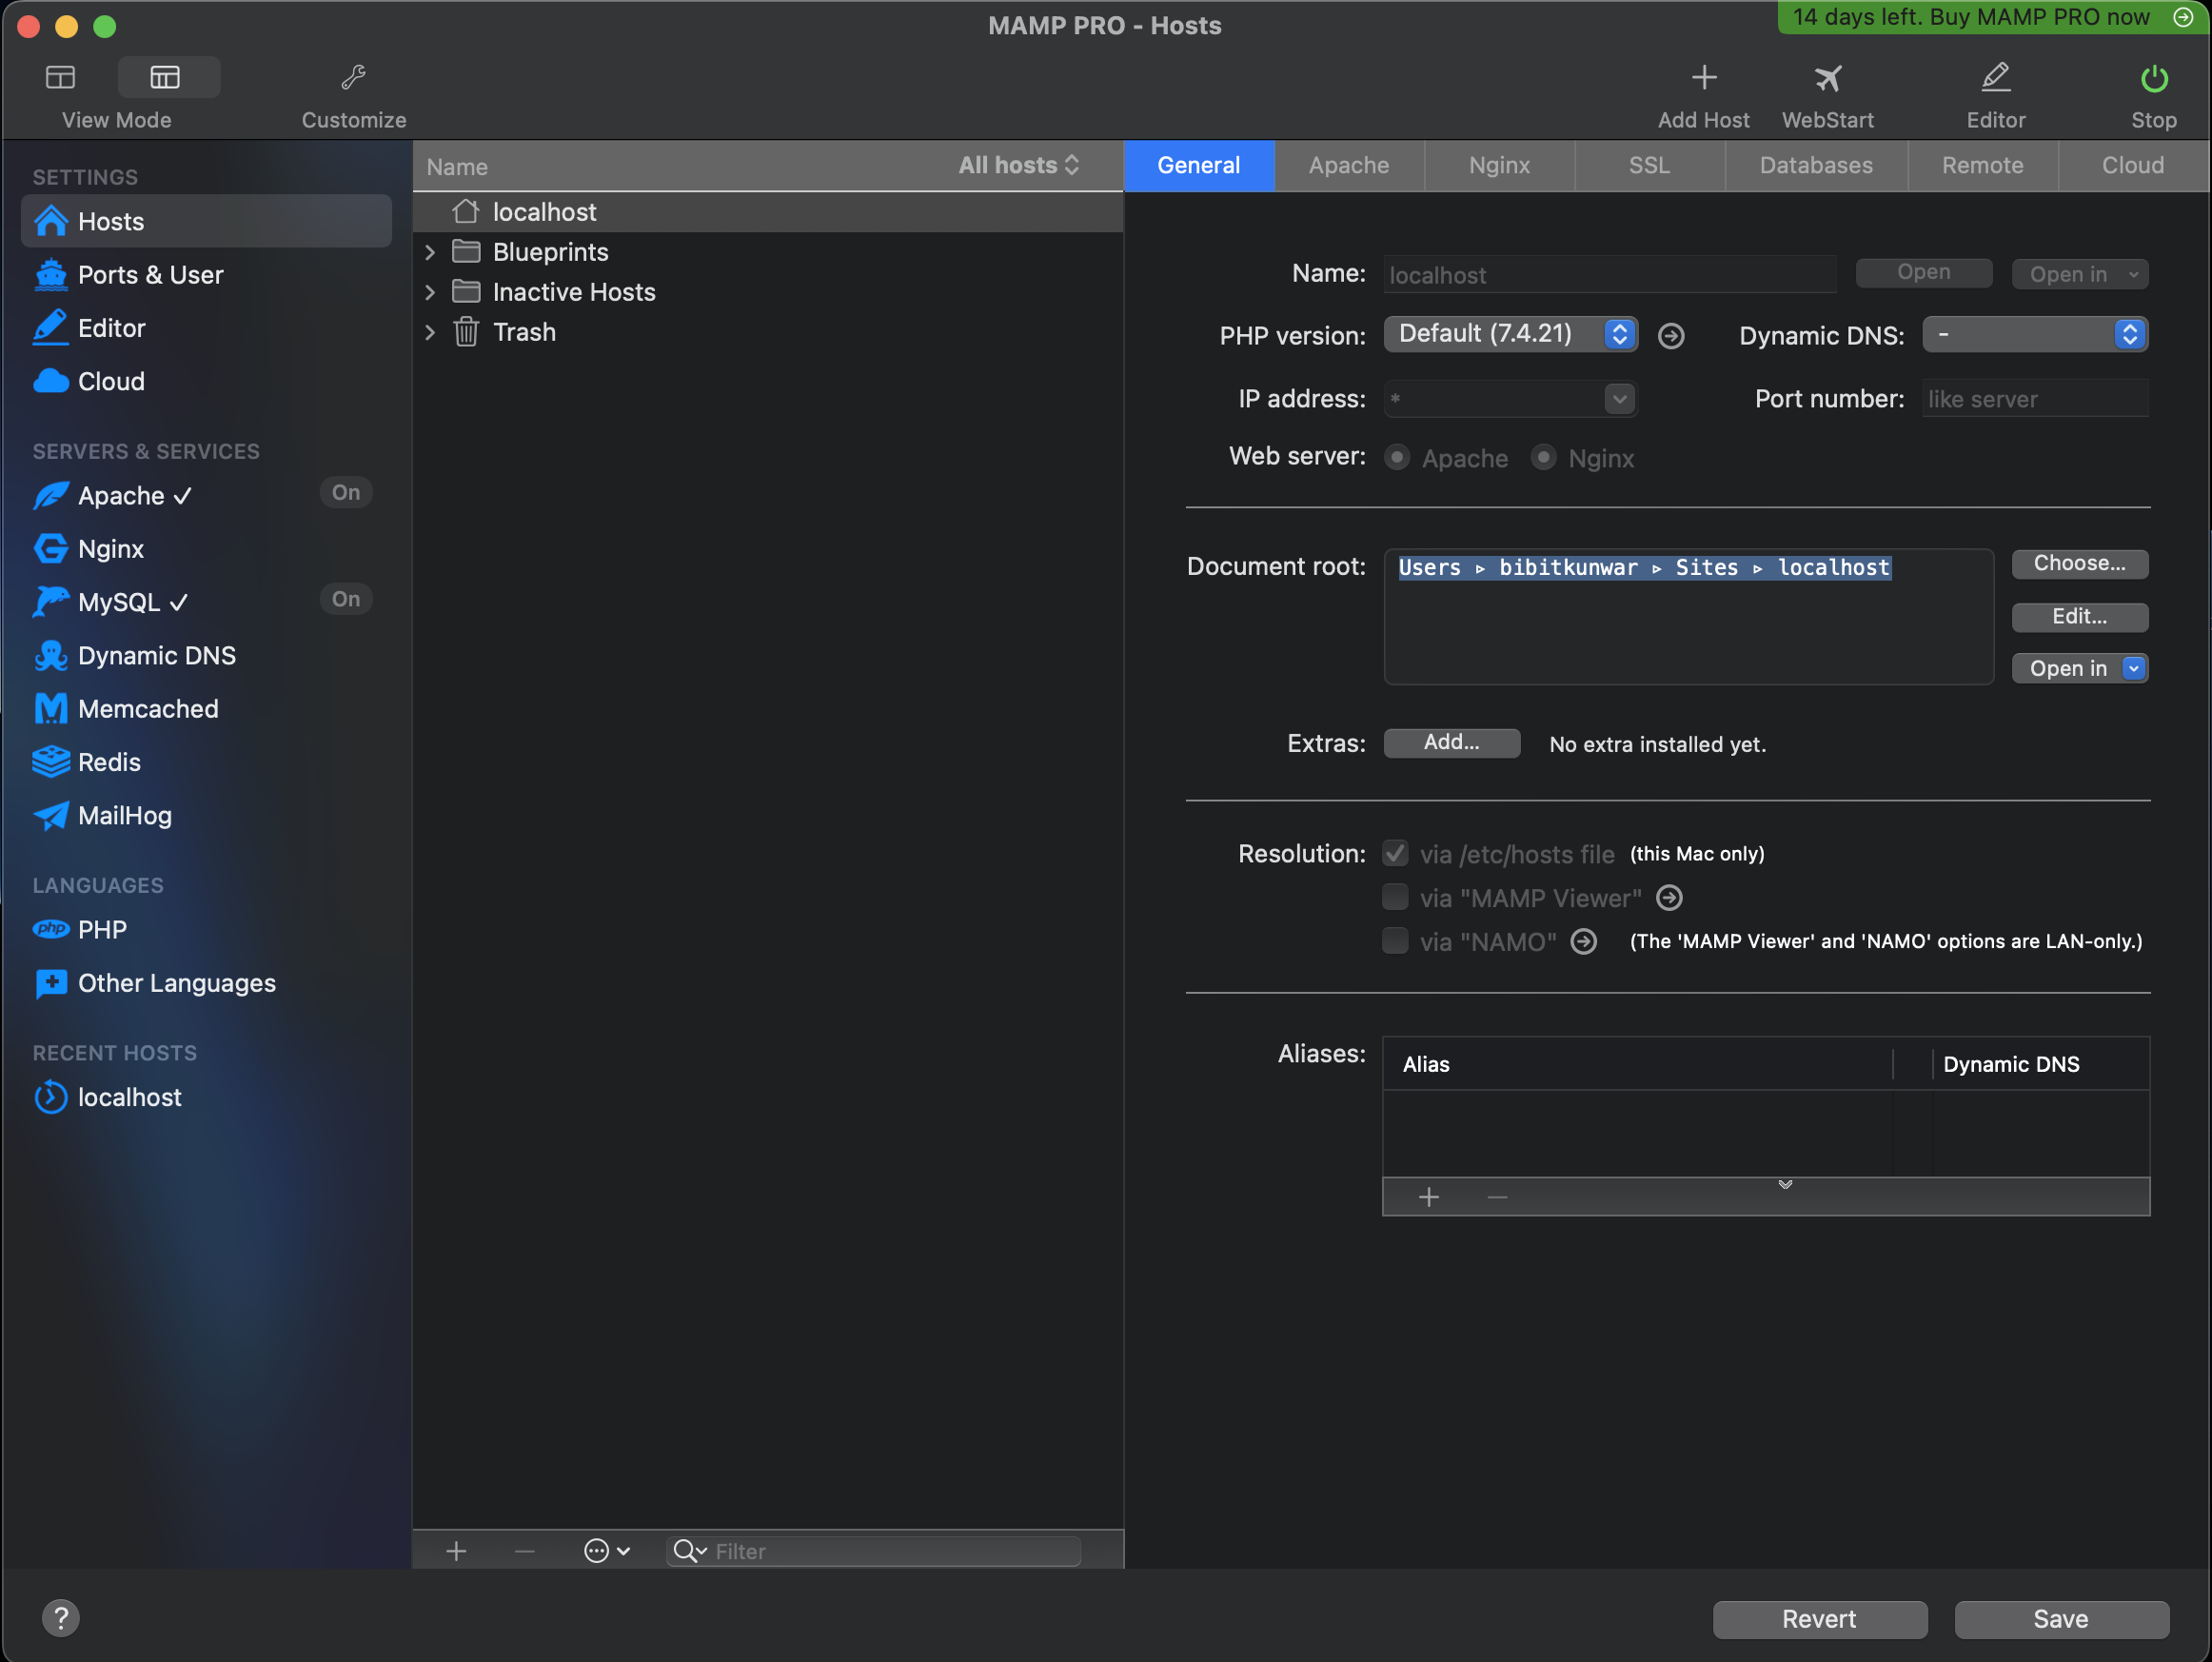 MAMP PRO - Hosts
14 days left. Buy MAMP PRO now
View Mode
Customize
Add Host
WebStart
Editor
Stop
SETTINGS
Hosts
Ports & User
Editor
Cloud
SERVERS & SERVICES
Apache ✓ On
Nginx
MySQL ✓ On
Dynamic DNS
Memcached
Redis
MailHog
LANGUAGES
php PHP
Other Languages
RECENT HOSTS
localhost
Name All hosts
localhost
Blueprints
Inactive Hosts
Trash
Filter
General Apache Nginx SSL Databases Remote Cloud
Name: localhost Open Open in
PHP version: Default (7.4.21) Dynamic DNS: -
IP address: * Port number: like server
Web server: Apache Nginx
Document root: Users ▹ bibitkunwar ▹ Sites ▹ localhost Choose...
Edit...
Open in
Extras: Add... No extra installed yet.
Resolution: via /etc/hosts file (this Mac only)
via "MAMP Viewer"
via "NAMO" (The 'MAMP Viewer' and 'NAMO' options are LAN-only.)
Aliases: Alias Dynamic DNS
? Revert Save